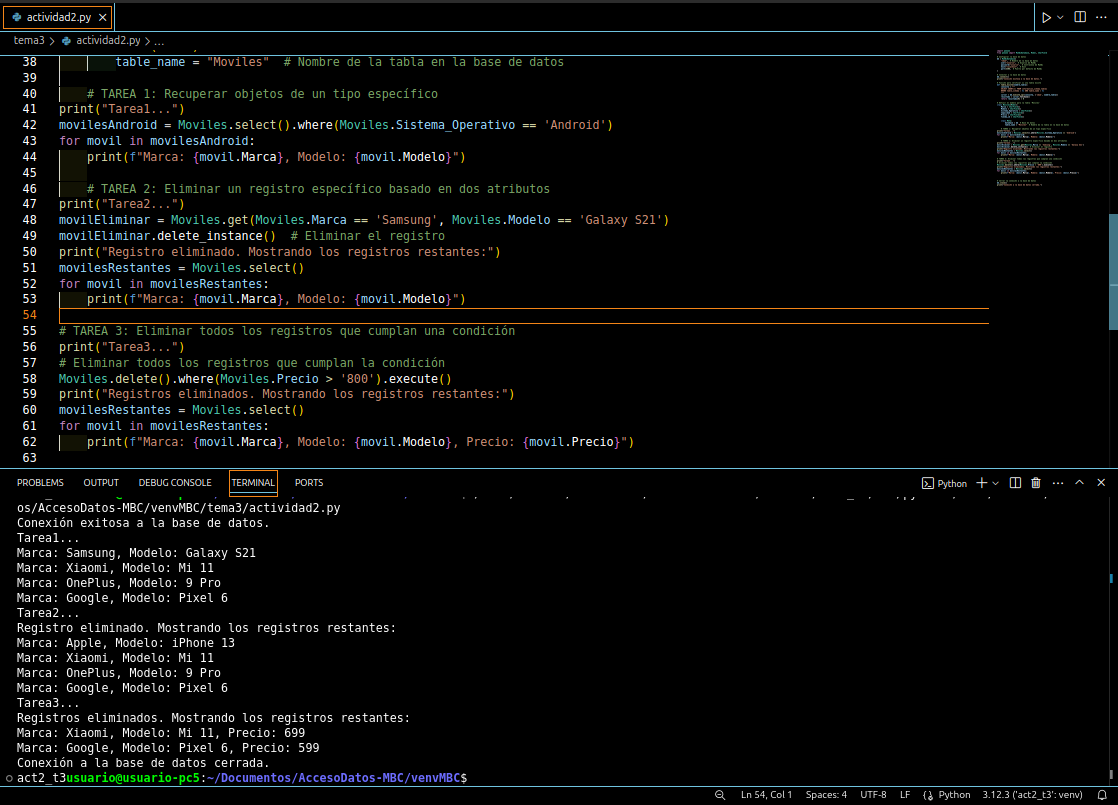 actividad2.py
tema3 > actividad2.py > ...
38 table_name = "Moviles" # Nombre de la tabla en la base de datos
39
40 # TAREA 1: Recuperar objetos de un tipo específico
41 print("Tarea1...")
42 movilesAndroid = Moviles.select().where(Moviles.Sistema_Operativo == 'Android')
43 for movil in movilesAndroid:
44 print(f"Marca: {movil.Marca}, Modelo: {movil.Modelo}")
45
46 # TAREA 2: Eliminar un registro específico basado en dos atributos
47 print("Tarea2...")
48 movilEliminar = Moviles.get(Moviles.Marca == 'Samsung', Moviles.Modelo == 'Galaxy S21')
49 movilEliminar.delete_instance() # Eliminar el registro
50 print("Registro eliminado. Mostrando los registros restantes:")
51 movilesRestantes = Moviles.select()
52 for movil in movilesRestantes:
53 print(f"Marca: {movil.Marca}, Modelo: {movil.Modelo}")
54
55 # TAREA 3: Eliminar todos los registros que cumplan una condición
56 print("Tarea3...")
57 # Eliminar todos los registros que cumplan la condición
58 Moviles.delete().where(Moviles.Precio > '800').execute()
59 print("Registros eliminados. Mostrando los registros restantes:")
60 movilesRestantes = Moviles.select()
61 for movil in movilesRestantes:
62 print(f"Marca: {movil.Marca}, Modelo: {movil.Modelo}, Precio: {movil.Precio}")
63
PROBLEMS OUTPUT DEBUG CONSOLE TERMINAL PORTS Python
os/AccesoDatos-MBC/venvMBC/tema3/actividad2.py
Conexión exitosa a la base de datos.
Tarea1...
Marca: Samsung, Modelo: Galaxy S21
Marca: Xiaomi, Modelo: Mi 11
Marca: OnePlus, Modelo: 9 Pro
Marca: Google, Modelo: Pixel 6
Tarea2...
Registro eliminado. Mostrando los registros restantes:
Marca: Apple, Modelo: iPhone 13
Marca: Xiaomi, Modelo: Mi 11
Marca: OnePlus, Modelo: 9 Pro
Marca: Google, Modelo: Pixel 6
Tarea3...
Registros eliminados. Mostrando los registros restantes:
Marca: Xiaomi, Modelo: Mi 11, Precio: 699
Marca: Google, Modelo: Pixel 6, Precio: 599
Conexión a la base de datos cerrada.
act2_t3usuario@usuario-pc5:~/Documentos/AccesoDatos-MBC/venvMBC$
Ln 54, Col 1 Spaces: 4 UTF-8 LF Python 3.12.3 ('act2_t3': venv)